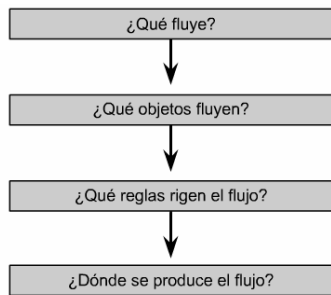 ¿Qué fluye?
¿Qué objetos fluyen?
¿Qué reglas rigen el flujo?
¿Dónde se produce el flujo?